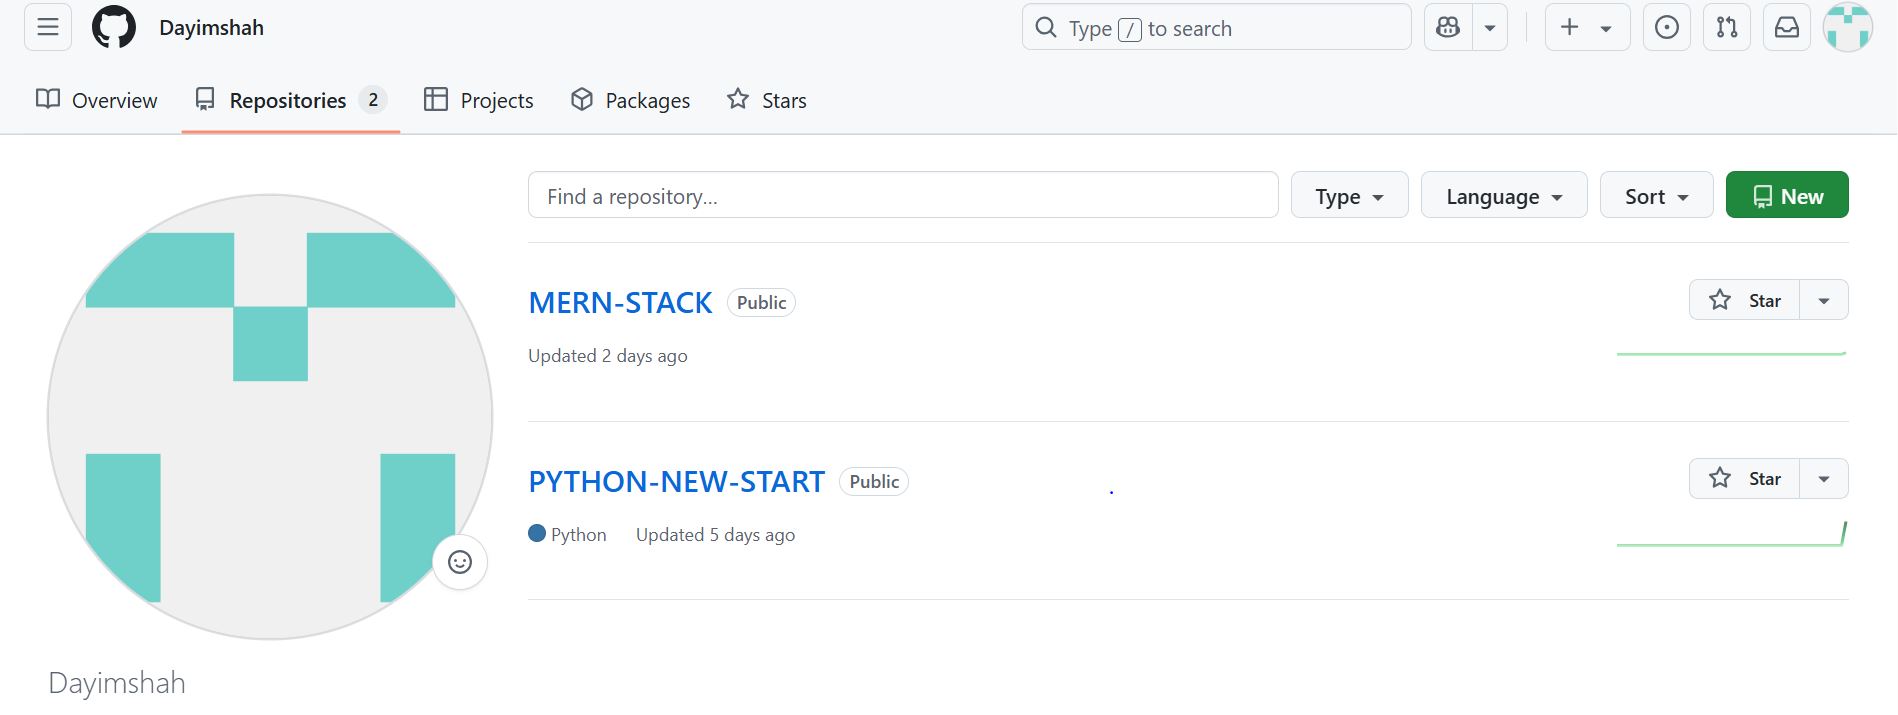 Dayimshah
Type / to search
Overview
Repositories 2
Projects
Packages
Stars
Find a repository...
Type
Language
Sort
New
MERN-STACK Public
Star
Updated 2 days ago
PYTHON-NEW-START Public
Star
Python Updated 5 days ago
Dayimshah